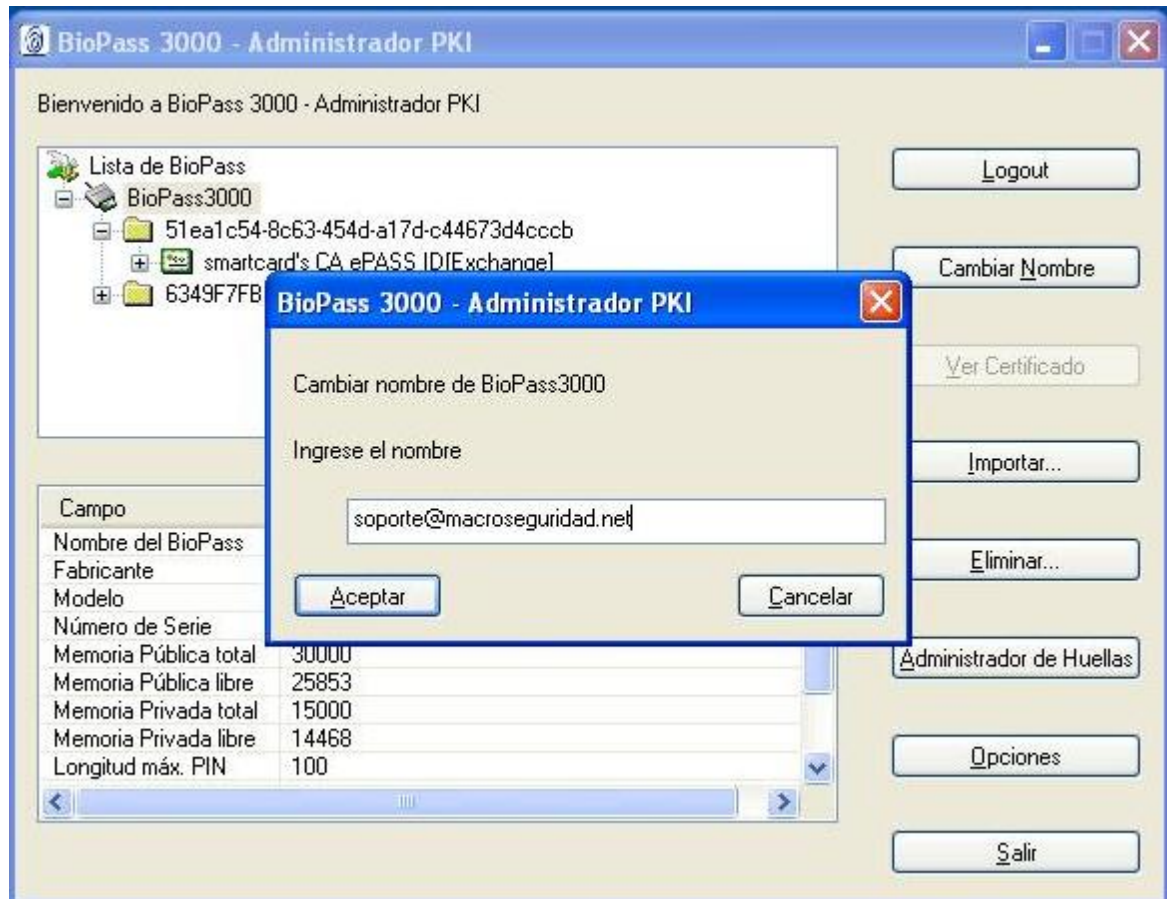 BioPass 3000 - Administrador PKI
Bienvenido a BioPass 3000 - Administrador PKI
Lista de BioPass
BioPass3000
51ea1c54-8c63-454d-a17d-c44673d4cccb
smartcard's CA ePASS ID[Exchange]
6349F7FB
Logout
Cambiar Nombre
Ver Certificado
Importar...
Eliminar...
Administrador de Huellas
Opciones
Salir
BioPass 3000 - Administrador PKI
Cambiar nombre de BioPass3000
Ingrese el nombre
soporte@macroseguridad.net
Aceptar
Cancelar
Campo
Nombre del BioPass
Fabricante
Modelo
Número de Serie
Memoria Pública total 30000
Memoria Pública libre 25853
Memoria Privada total 15000
Memoria Privada libre 14468
Longitud máx. PIN 100